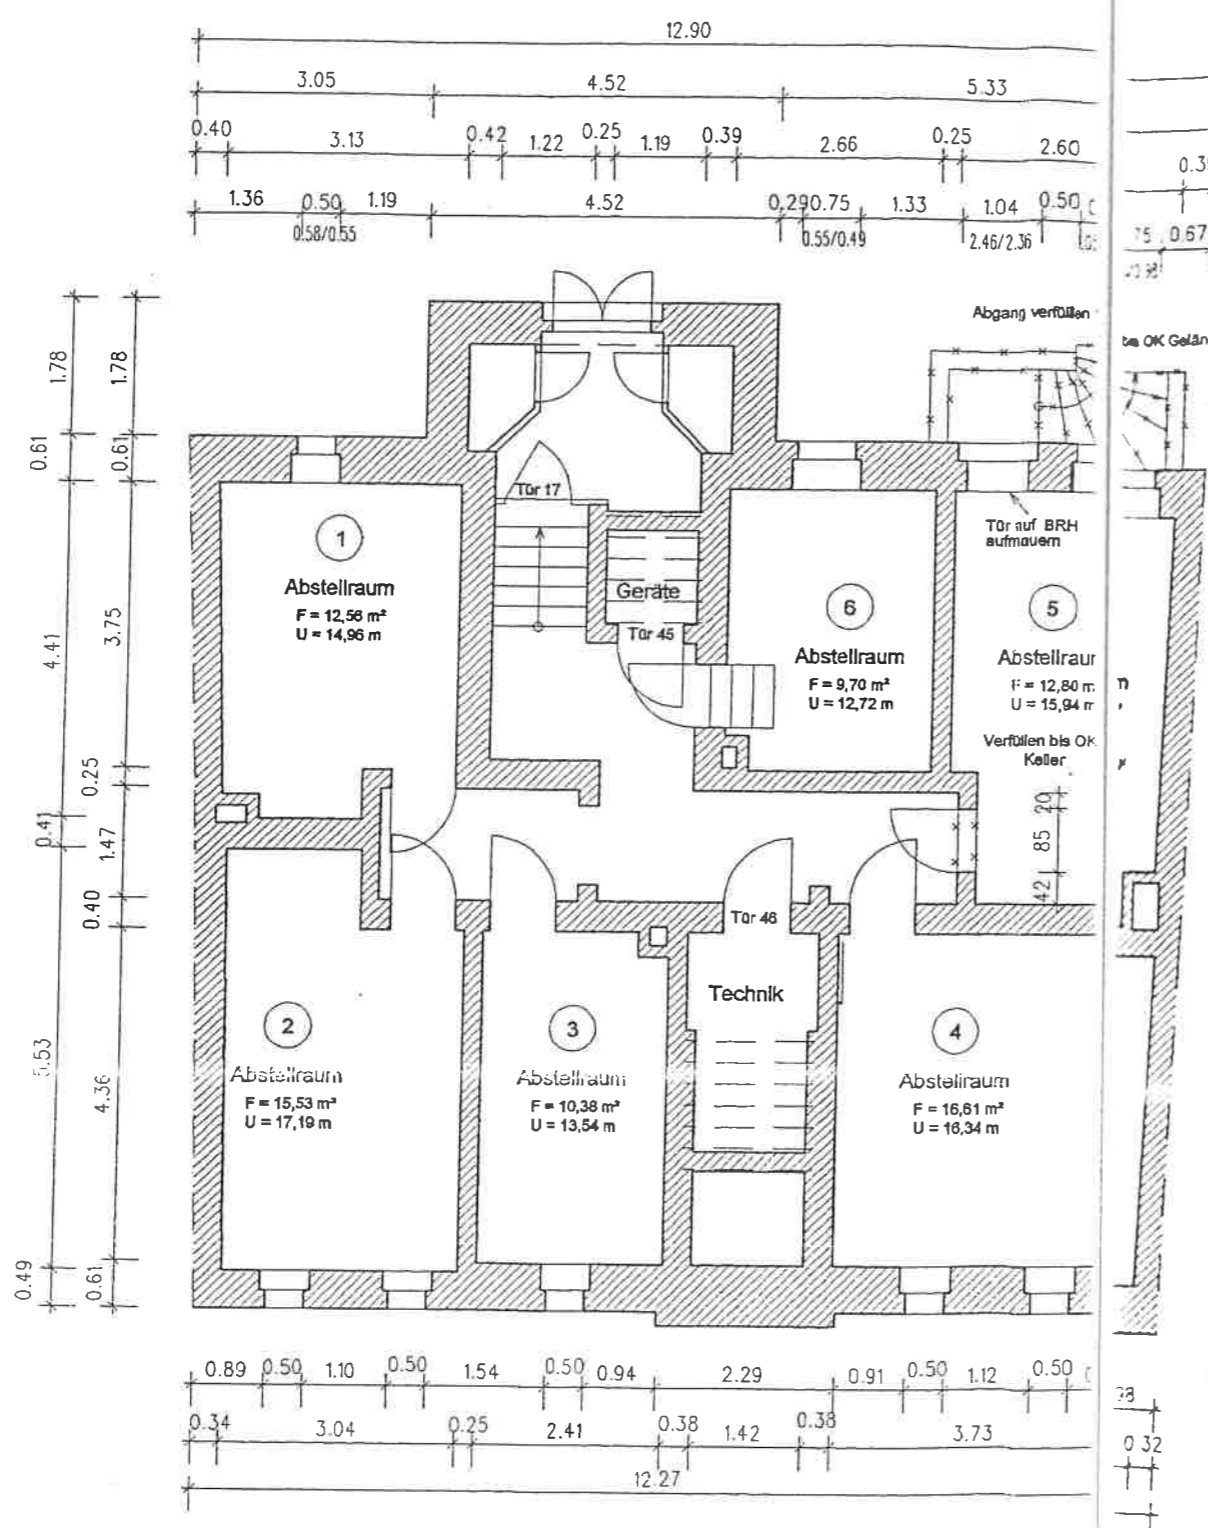 12.90
3.05 4.52 5.33
0.40 3.13 0.42 1.22 0.25 1.19 0.39 2.66 0.25 2.60
1.36 0.50 1.19 4.52 0.29 0.75 1.33 1.04 0.50
0.58/0.55 0.55/0.49 2.46/2.36
0.67
Abgang verfüllen
OK Gelän
1.78 1.78
0.61 0.61
4.41 3.75
0.25
0.41 1.47
0.40
5.53 4.36
0.49 0.61
Tür 17
1
Abstellraum
F = 12,56 m²
U = 14,96 m
Geräte
Tür 45
6
Abstellraum
F = 9,70 m²
U = 12,72 m
Tür auf BRH
aufmauern
5
Abstellraum
F = 12,80 m
U = 15,94 m
Verfüllen bis OK
Keller
20
85
42
Tür 46
Technik
2
Abstellraum
F = 15,53 m²
U = 17,19 m
3
Abstellraum
F = 10,38 m²
U = 13,54 m
4
Abstellraum
F = 16,61 m²
U = 16,34 m
0.89 0.50 1.10 0.50 1.54 0.50 0.94 2.29 0.91 0.50 1.12 0.50
0.34 3.04 0.25 2.41 0.38 1.42 0.38 3.73 0.32
12.27